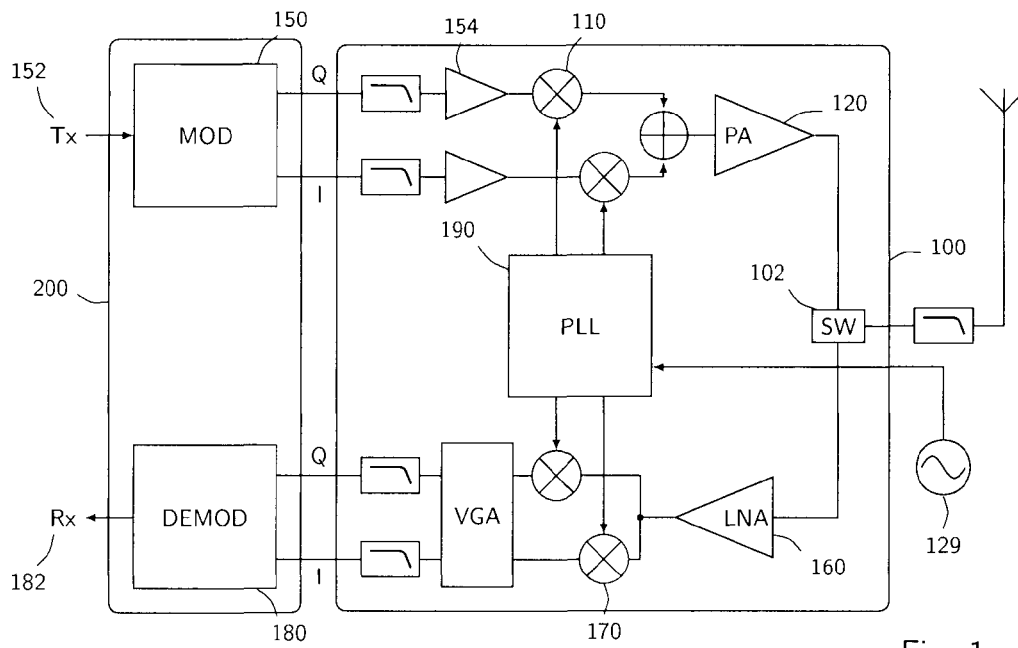 150
154
110
152
Q
120
Tx
MOD
PA
I
190
100
200
102
PLL
SW
Q
Rx
DEMOD
VGA
LNA
182
I
160
129
180
170
Fig. 1